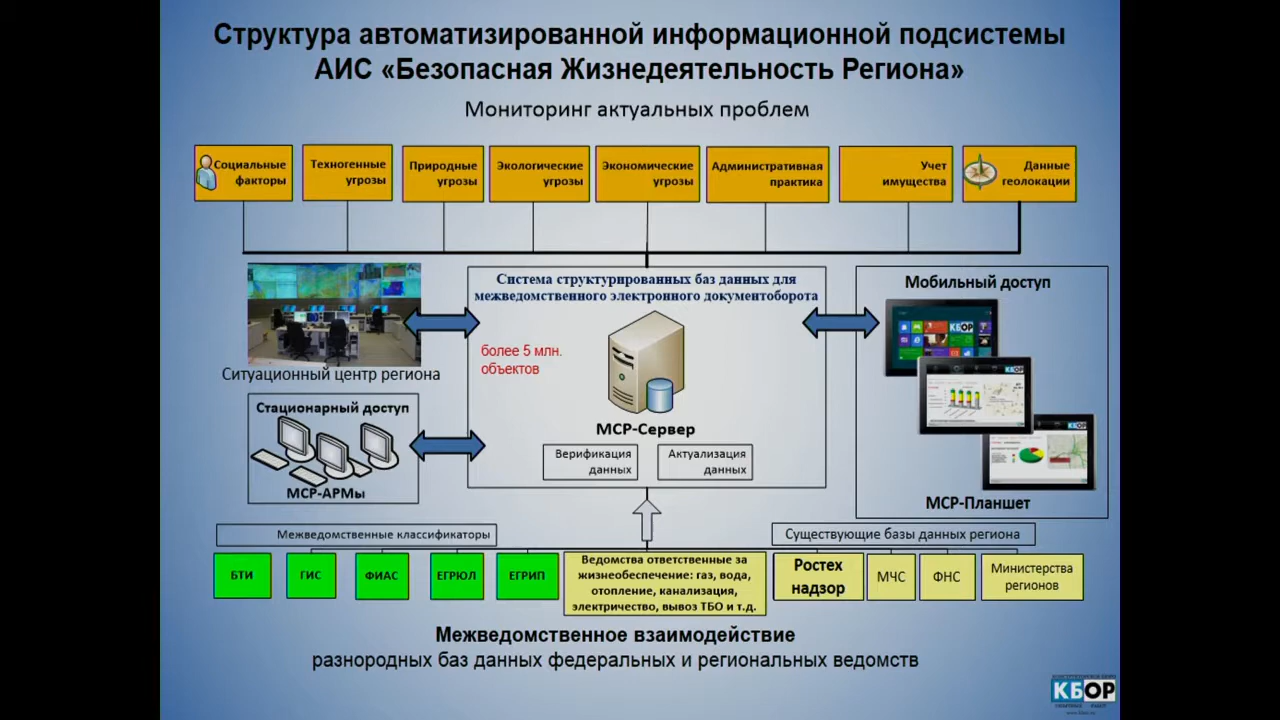 Структура автоматизированной информационной подсистемы
АИС «Безопасная Жизнедеятельность Региона»
Мониторинг актуальных проблем
Социальные
факторы
Техногенные
угрозы
Природные
угрозы
Экологические
угрозы
Экономические
угрозы
Административная
практика
Учет
имущества
Данные
геолокации
Система структурированных баз данных для
межведомственного электронного документооборота
более 5 млн.
объектов
МСР-Сервер
Верификация
данных
Актуализация
данных
Ситуационный центр региона
Стационарный доступ
МСР-АРМы
Мобильный доступ
КБОР
КБОР
КБОР
МСР-Планшет
Межведомственные классификаторы
Существующие базы данных региона
БТИ
ГИС
ФИАС
ЕГРЮЛ
ЕГРИП
Ведомства ответственные за
жизнеобеспечение: газ, вода,
отопление, канализация,
электричество, вывоз ТБО и т.д.
Ростех
надзор
МЧС
ФНС
Министерства
регионов
Межведомственное взаимодействие
разнородных баз данных федеральных и региональных ведомств
КБОР